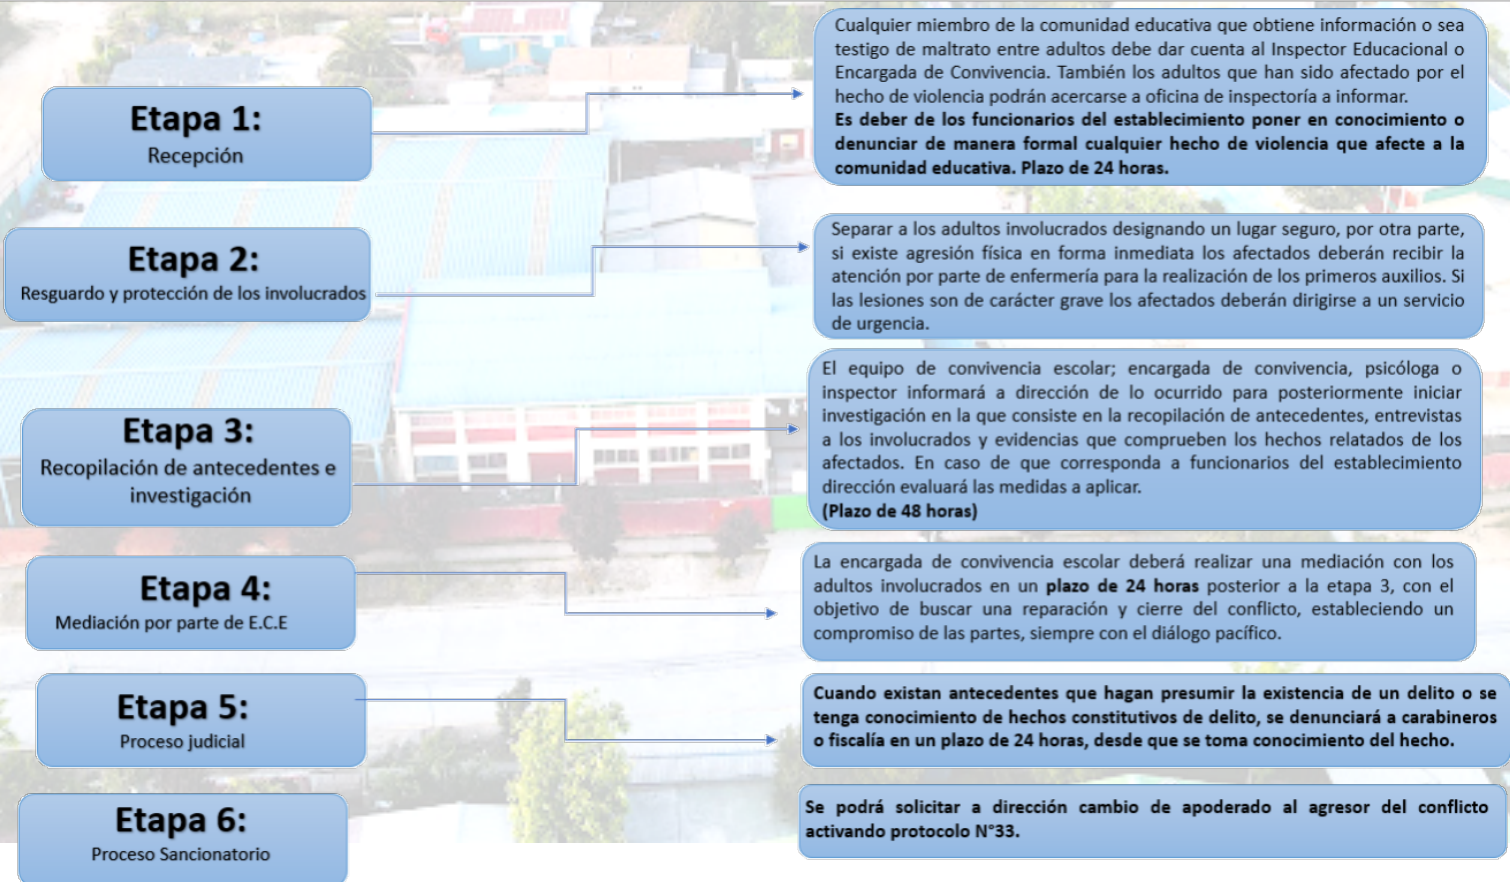 Etapa 1:
Recepción
Cualquier miembro de la comunidad educativa que obtiene información o sea
testigo de maltrato entre adultos debe dar cuenta al Inspector Educacional o
Encargada de Convivencia. También los adultos que han sido afectado por el
hecho de violencia podrán acercarse a oficina de inspectoría a informar.
Es deber de los funcionarios del establecimiento poner en conocimiento o
denunciar de manera formal cualquier hecho de violencia que afecte a la
comunidad educativa. Plazo de 24 horas.
Etapa 2:
Resguardo y protección de los involucrados
Separar a los adultos involucrados designando un lugar seguro, por otra parte,
si existe agresión física en forma inmediata los afectados deberán recibir la
atención por parte de enfermería para la realización de los primeros auxilios. Si
las lesiones son de carácter grave los afectados deberán dirigirse a un servicio
de urgencia.
Etapa 3:
Recopilación de antecedentes e
investigación
El equipo de convivencia escolar; encargada de convivencia, psicóloga o
inspector informará a dirección de lo ocurrido para posteriormente iniciar
investigación en la que consiste en la recopilación de antecedentes, entrevistas
a los involucrados y evidencias que comprueben los hechos relatados de los
afectados. En caso de que corresponda a funcionarios del establecimiento
dirección evaluará las medidas a aplicar.
(Plazo de 48 horas)
Etapa 4:
Mediación por parte de E.C.E
La encargada de convivencia escolar deberá realizar una mediación con los
adultos involucrados en un plazo de 24 horas posterior a la etapa 3, con el
objetivo de buscar una reparación y cierre del conflicto, estableciendo un
compromiso de las partes, siempre con el diálogo pacífico.
Etapa 5:
Proceso judicial
Cuando existan antecedentes que hagan presumir la existencia de un delito o se
tenga conocimiento de hechos constitutivos de delito, se denunciará a carabineros
o fiscalía en un plazo de 24 horas, desde que se toma conocimiento del hecho.
Etapa 6:
Proceso Sancionatorio
Se podrá solicitar a dirección cambio de apoderado al agresor del conflicto
activando protocolo N°33.